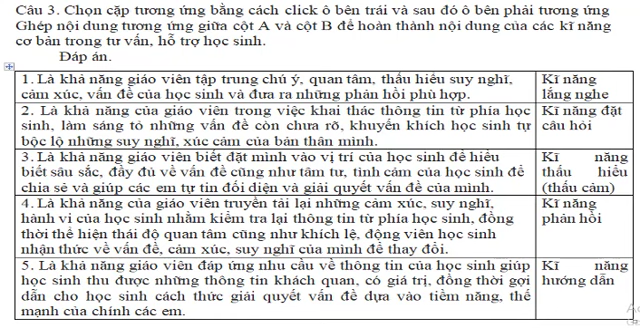 Câu 3. Chọn cặp tương ứng bằng cách click ô bên trái và sau đó ô bên phải tương ứng
Ghép nội dung tương ứng giữa cột A và cột B để hoàn thành nội dung của các kĩ năng
cơ bản trong tư vấn, hỗ trợ học sinh.
Đáp án.
1. Là khả năng giáo viên tập trung chú ý, quan tâm, thấu hiểu suy nghĩ,
cảm xúc, vấn đề của học sinh và đưa ra những phản hồi phù hợp.
Kĩ năng
lắng nghe
2. Là khả năng của giáo viên trong việc khai thác thông tin từ phía học
sinh, làm sáng tỏ những vấn đề còn chưa rõ, khuyến khích học sinh tự
bộc lộ những suy nghĩ, xúc cảm của bản thân mình.
Kĩ năng đặt
câu hỏi
3. Là khả năng giáo viên biết đặt mình vào vị trí của học sinh để hiểu
biết sâu sắc, đầy đủ về vấn đề cũng như tâm tư, tình cảm của học sinh để
chia sẻ và giúp các em tự tin đối diện và giải quyết vấn đề của mình.
Kĩ năng
thấu hiểu
(thấu cảm)
4. Là khả năng của giáo viên truyền tải lại những cảm xúc, suy nghĩ,
hành vi của học sinh nhằm kiểm tra lại thông tin từ phía học sinh, đồng
thời thể hiện thái độ quan tâm cũng như khích lệ, động viên học sinh
nhận thức về vấn đề, cảm xúc, suy nghĩ của mình để thay đổi.
Kĩ năng
phản hồi
5. Là khả năng giáo viên đáp ứng nhu cầu về thông tin của học sinh giúp
học sinh thu được những thông tin khách quan, có giá trị, đồng thời gợi
dẫn cho học sinh cách thức giải quyết vấn đề dựa vào tiềm năng, thế
mạnh của chính các em.
Kĩ năng
hướng dẫn